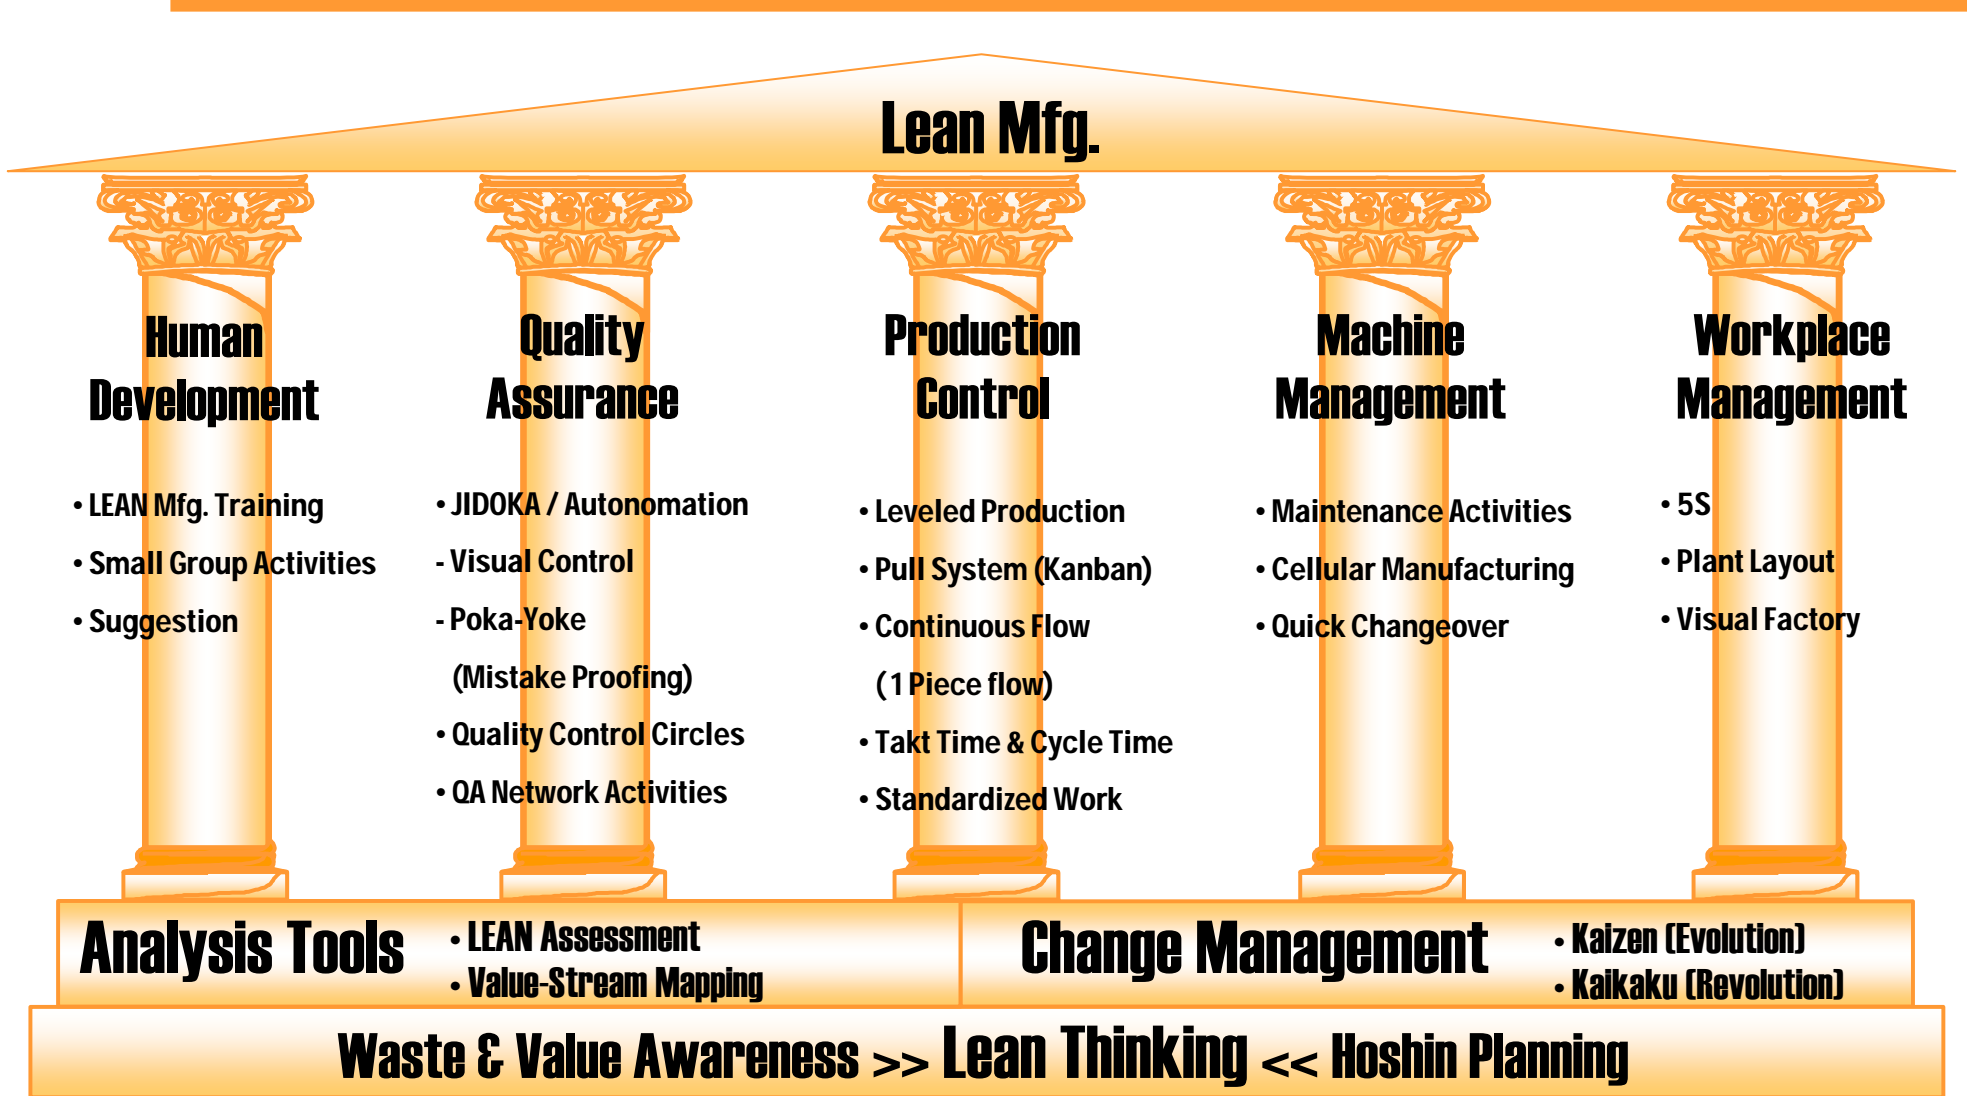 Lean Mfg.
Human
Development
• LEAN Mfg. Training
• Small Group Activities
• Suggestion
Quality
Assurance
• JIDOKA / Autonomation
- Visual Control
- Poka-Yoke
(Mistake Proofing)
• Quality Control Circles
• QA Network Activities
Production
Control
• Leveled Production
• Pull System (Kanban)
• Continuous Flow
( 1 Piece flow)
• Takt Time & Cycle Time
• Standardized Work
Machine
Management
• Maintenance Activities
• Cellular Manufacturing
• Quick Changeover
Workplace
Management
• 5S
• Plant Layout
• Visual Factory
Analysis Tools
• LEAN Assessment
• Value-Stream Mapping
Change Management
• Kaizen (Evolution)
• Kaikaku (Revolution)
Waste & Value Awareness >> Lean Thinking << Hoshin Planning